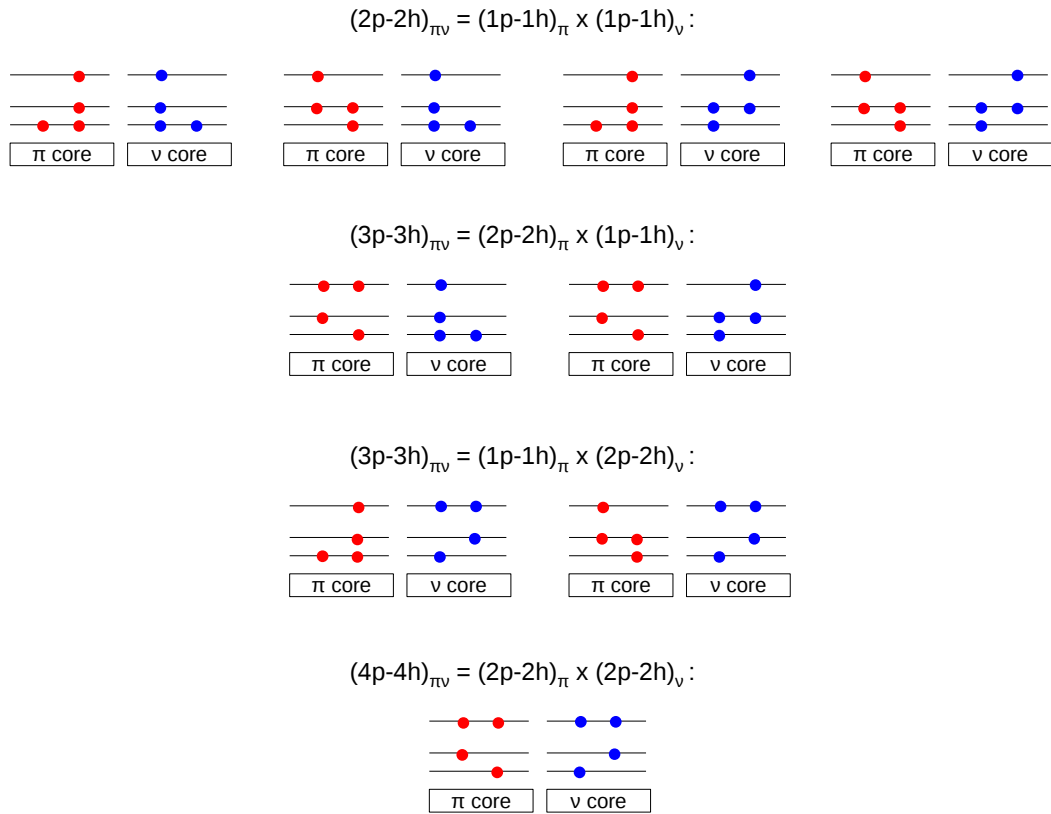 (2p-2h)πν = (1p-1h)π x (1p-1h)ν :
π core ν core π core ν core π core ν core π core ν core
(3p-3h)πν = (2p-2h)π x (1p-1h)ν :
π core ν core π core ν core
(3p-3h)πν = (1p-1h)π x (2p-2h)ν :
π core ν core π core ν core
(4p-4h)πν = (2p-2h)π x (2p-2h)ν :
π core ν core